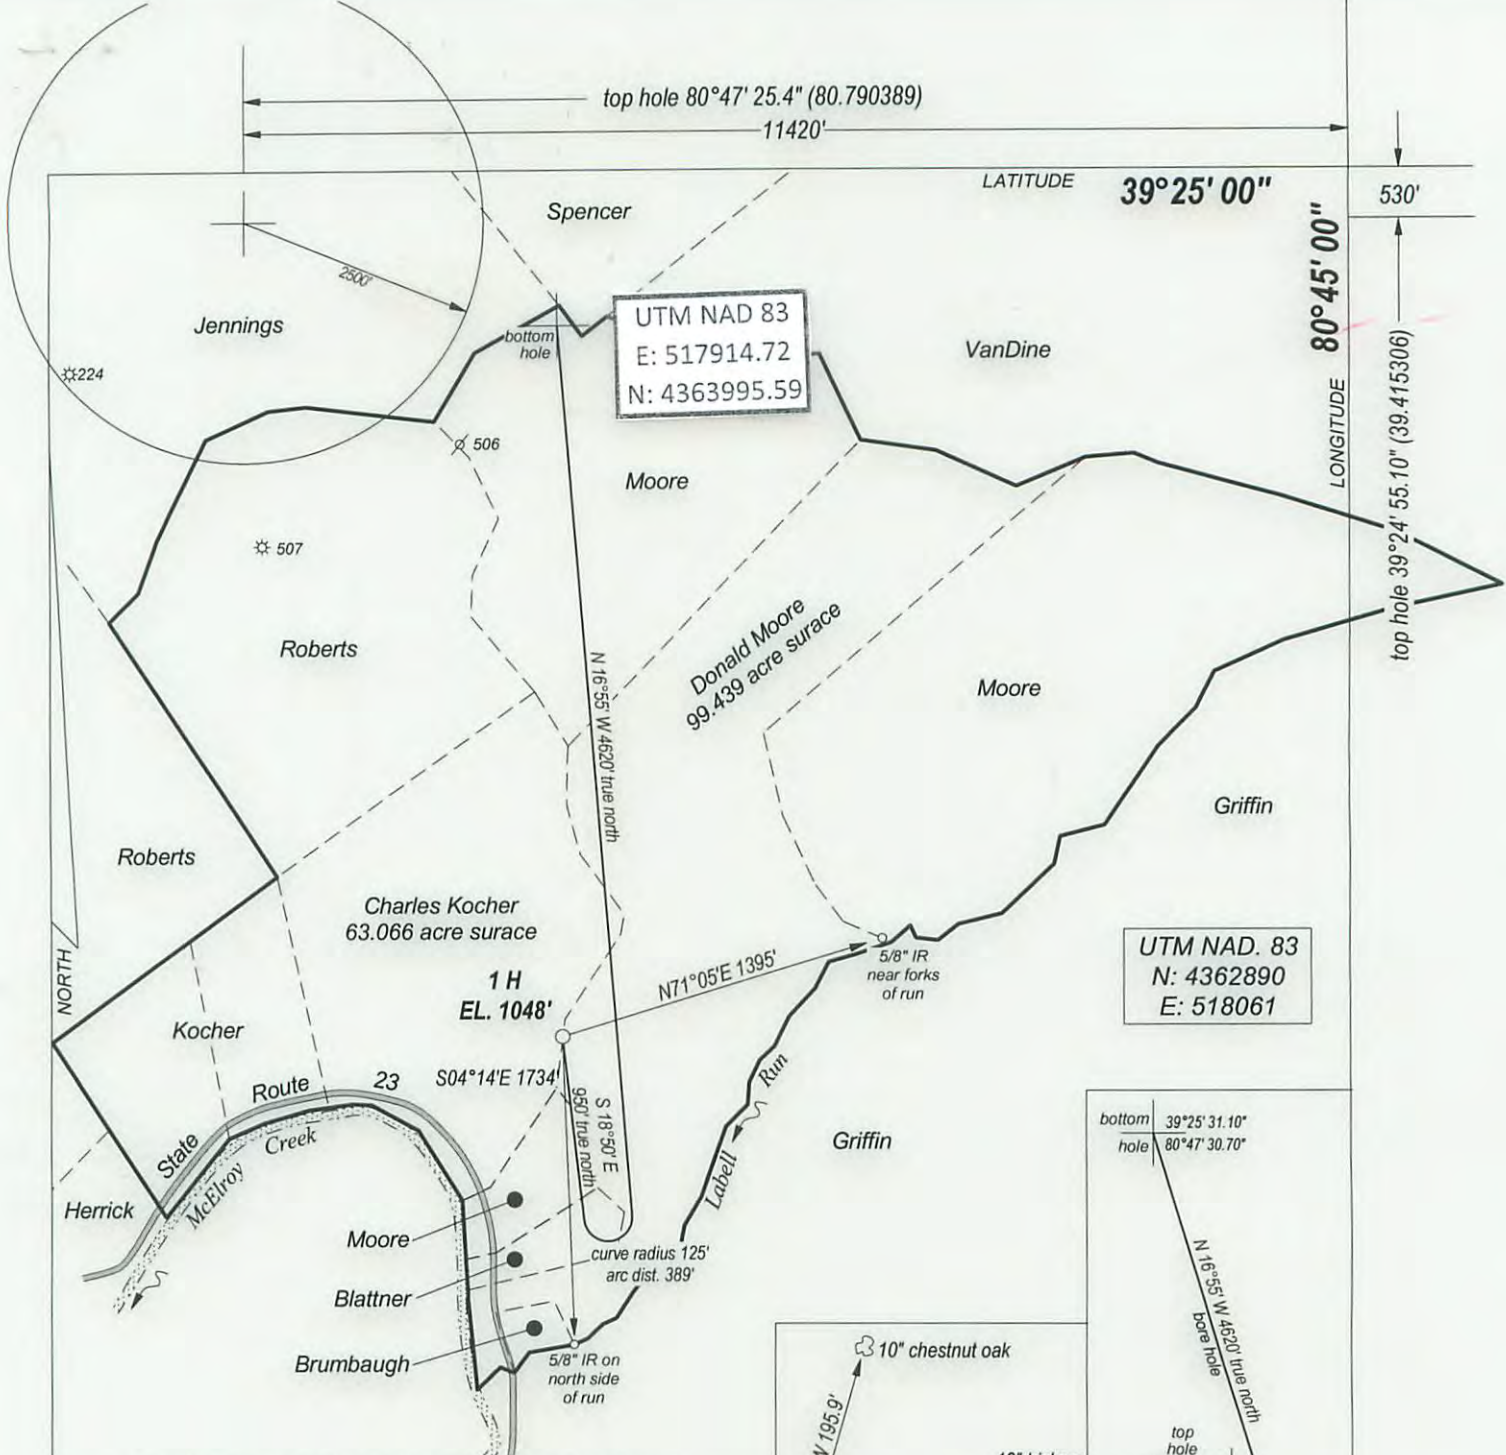 top hole 80°47' 25.4" (80.790389)
11420'
LATITUDE 39°25' 00"
530'
Spencer
2500'
80°45' 00"
LONGITUDE
top hole 39°24' 55.10" (39.415306)
Jennings
UTM NAD 83
E: 517914.72
N: 4363995.59
bottom
hole
VanDine
224
506
Moore
507
Roberts
Donald Moore
99.439 acre surace
Moore
N 16°55' W 4620' true north
Griffin
Roberts
Charles Kocher
63.066 acre surace
NORTH
1 H
EL. 1048'
N71°05'E 1395'
5/8" IR
near forks
of run
UTM NAD. 83
N: 4362890
E: 518061
Kocher
State Route 23
S04°14'E 1734'
S 18°50' E
950' true north
McElroy Creek
Labell Run
Griffin
bottom
hole
39°25' 31.10"
80°47' 30.70"
Herrick
Moore
curve radius 125'
arc dist. 389'
Blattner
N 16°55' W 4620' true north
bore hole
Brumbaugh
5/8" IR on
north side
of run
10" chestnut oak
W 195.9'
top
hole